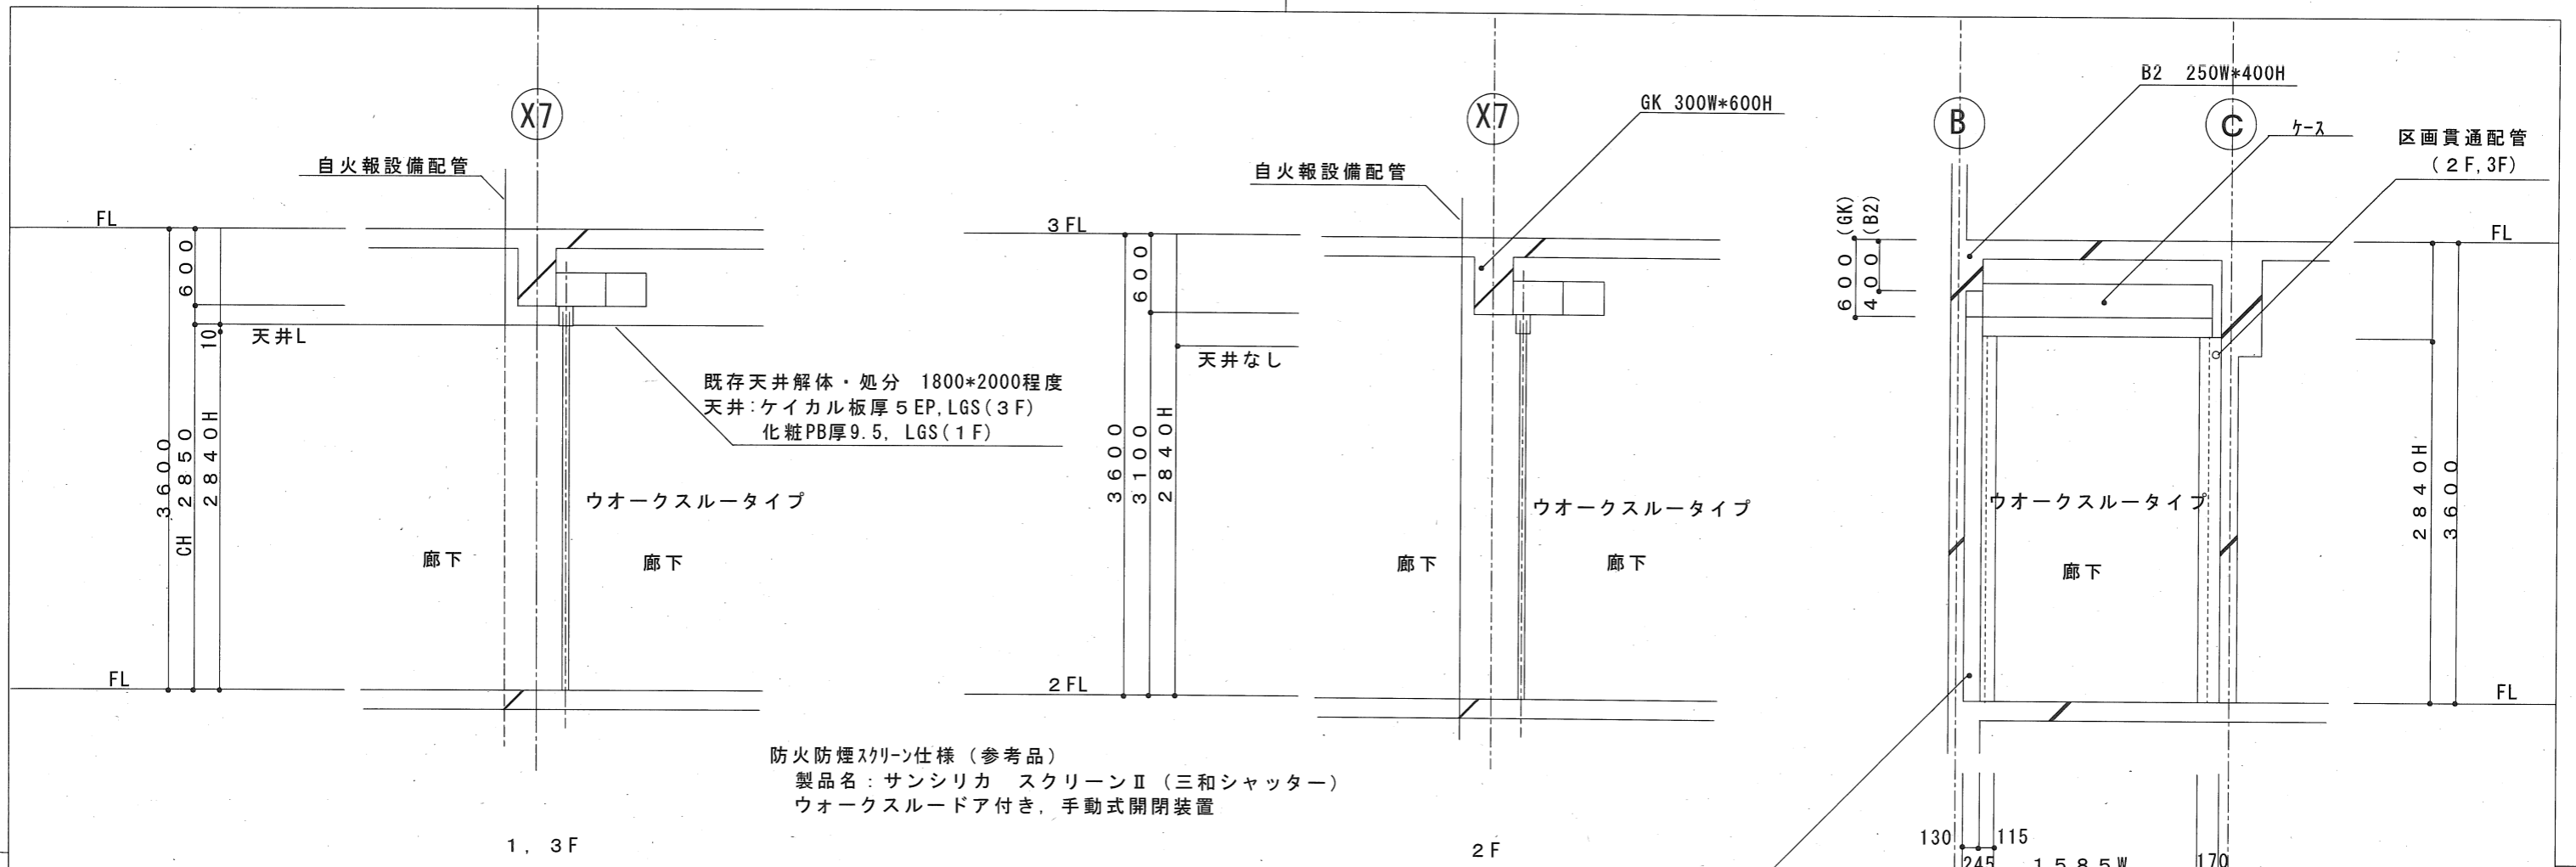 X7
自火報設備配管
FL
600
10
天井L
3600
CH 2850
2840H
既存天井解体・処分 1800*2000程度
天井:ケイカル板厚5EP,LGS(3F)
化粧PB厚9.5, LGS(1F)
ウオークスルータイプ
廊下
廊下
FL
1, 3F
X7
GK 300W*600H
自火報設備配管
3FL
600
天井なし
3600
3100
2840H
ウオークスルータイプ
廊下
廊下
2FL
2F
防火防煙スクリーン仕様(参考品)
製品名:サンシリカ スクリーンⅡ(三和シャッター)
ウォークスルードア付き, 手動式開閉装置
B2 250W*400H
B
C
ケース
区画貫通配管
(2F,3F)
600 (GK)
400 (B2)
FL
ウオークスルータイプ
廊下
2840H
3600
FL
130
115
245
1585W
170